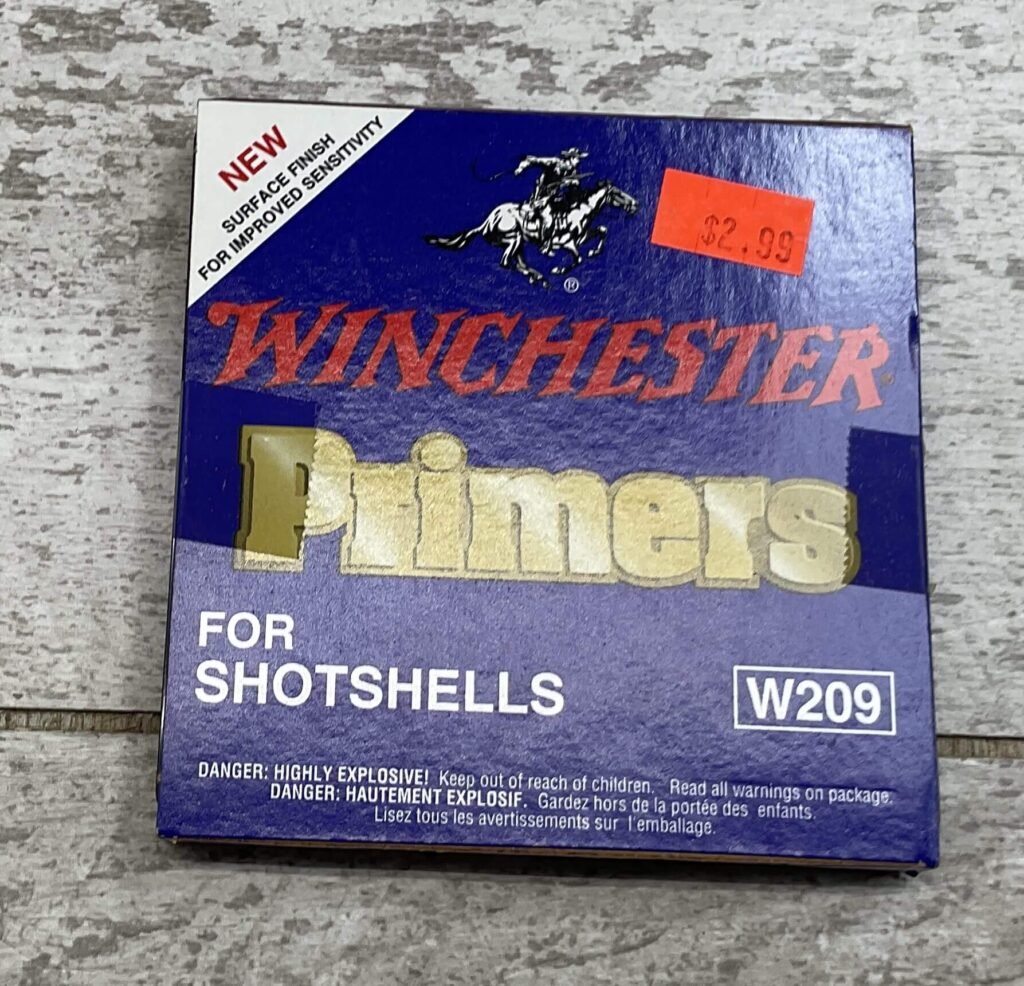 NEW
SURFACE FINISH
FOR IMPROVED SENSITIVITY
$2.99
®
WINCHESTER
Primers
FOR
SHOTSHELLS
W209
DANGER: HIGHLY EXPLOSIVE! Keep out of reach of children. Read all warnings on package.
DANGER: HAUTEMENT EXPLOSIF. Gardez hors de la portée des enfants.
Lisez tous les avertissements sur l'emballage.